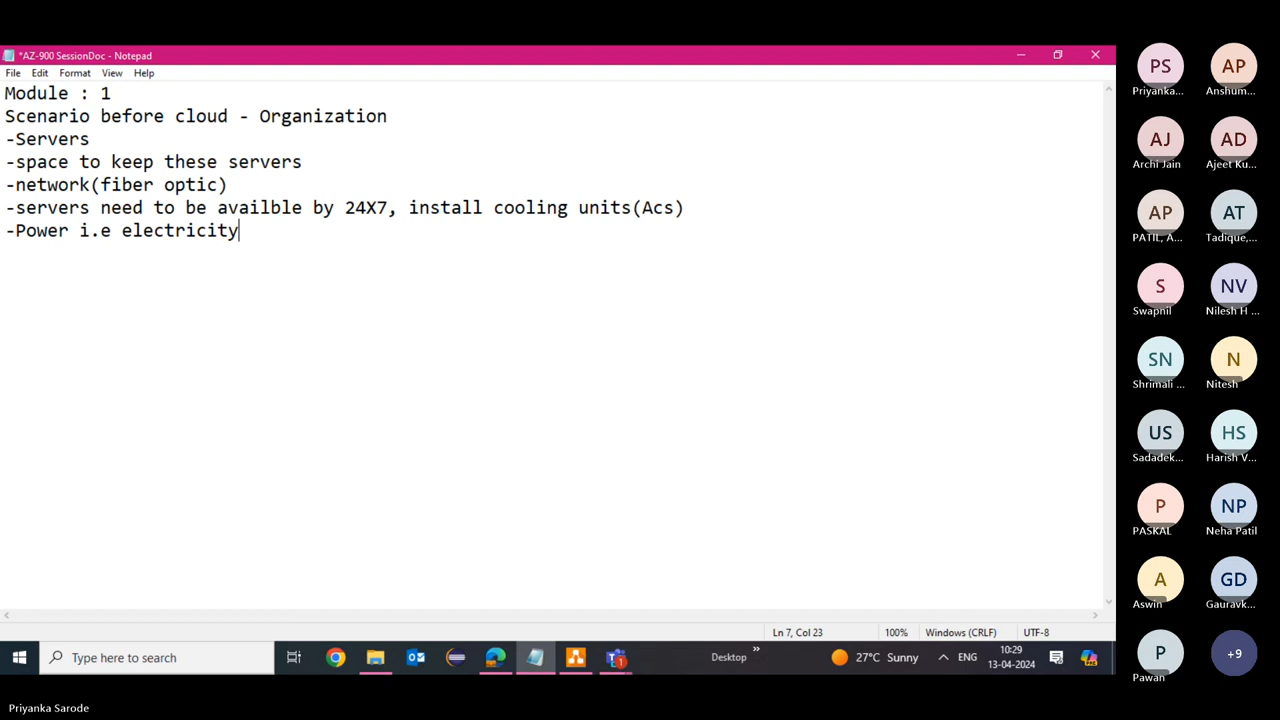 *AZ-900 SessionDoc - Notepad
File Edit Format View Help
Module : 1
Scenario before cloud - Organization
-Servers
-space to keep these servers
-network(fiber optic)
-servers need to be availble by 24X7, install cooling units(Acs)
-Power i.e electricity
Ln 7, Col 23 100% Windows (CRLF) UTF-8
Type here to search
Desktop
27°C Sunny
ENG
10:29
13-04-2024
1
PS AP
Priyanka... Anshum...
AJ AD
Archi Jain Ajeet Ku...
AP AT
PATIL, A... Tadique,...
S NV
Swapnil Nilesh H ...
SN N
Shrimali ... Nitesh
US HS
Sadadek... Harish V...
P NP
PASKAL Neha Patil
A GD
Aswin Gauravk...
P +9
Pawan
Priyanka Sarode